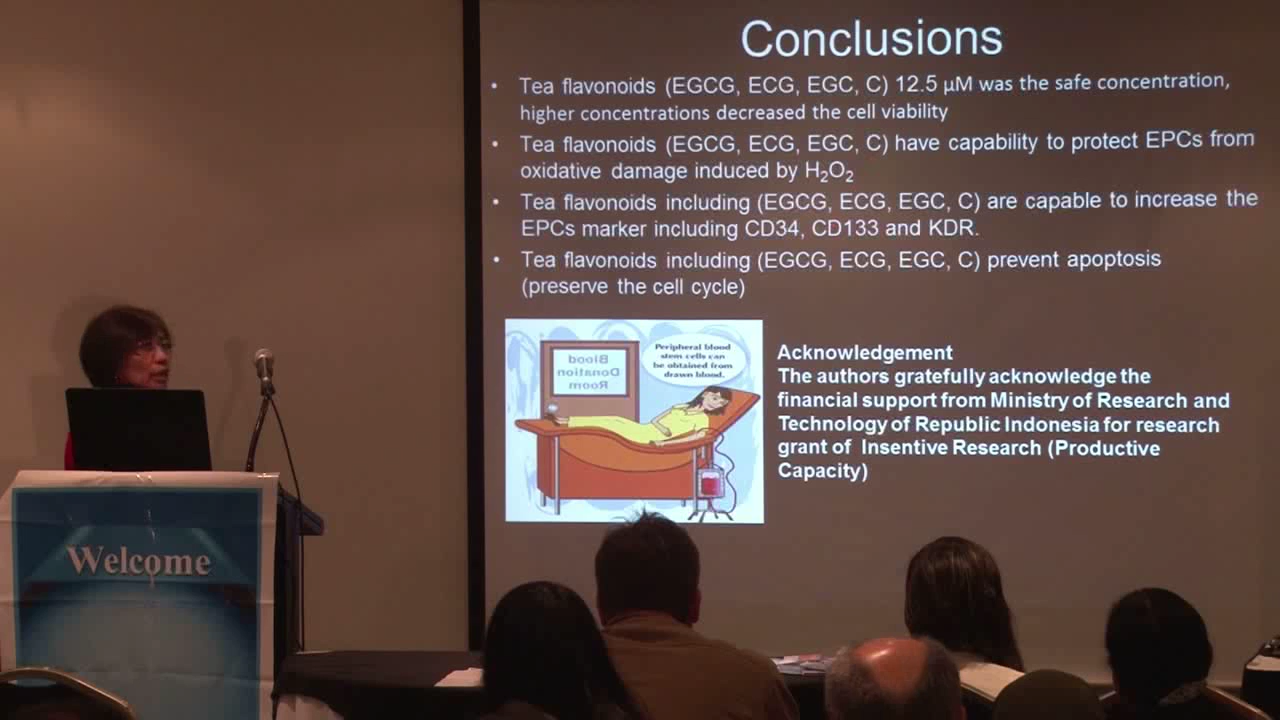 Conclusions
• Tea flavonoids (EGCG, ECG, EGC, C) 12.5 µM was the safe concentration,
higher concentrations decreased the cell viability
• Tea flavonoids (EGCG, ECG, EGC, C) have capability to protect EPCs from
oxidative damage induced by H₂O₂
• Tea flavonoids including (EGCG, ECG, EGC, C) are capable to increase the
EPCs marker including CD34, CD133 and KDR.
• Tea flavonoids including (EGCG, ECG, EGC, C) prevent apoptosis
(preserve the cell cycle)
Blood
Donation
Room
Peripheral blood
stem cells can
be obtained from
drawn blood.
Acknowledgement
The authors gratefully acknowledge the
financial support from Ministry of Research and
Technology of Republic Indonesia for research
grant of Insentive Research (Productive
Capacity)
Welcome